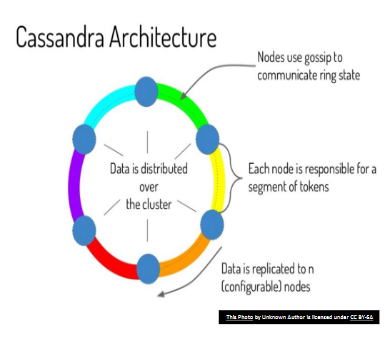 Cassandra Architecture
Nodes use gossip to
communicate ring state
Data is distributed
over
the cluster
Each node is responsible for a
segment of tokens
Data is replicated to n
(configurable) nodes
This Photo by Unknown Author is licensed under CC BY-SA